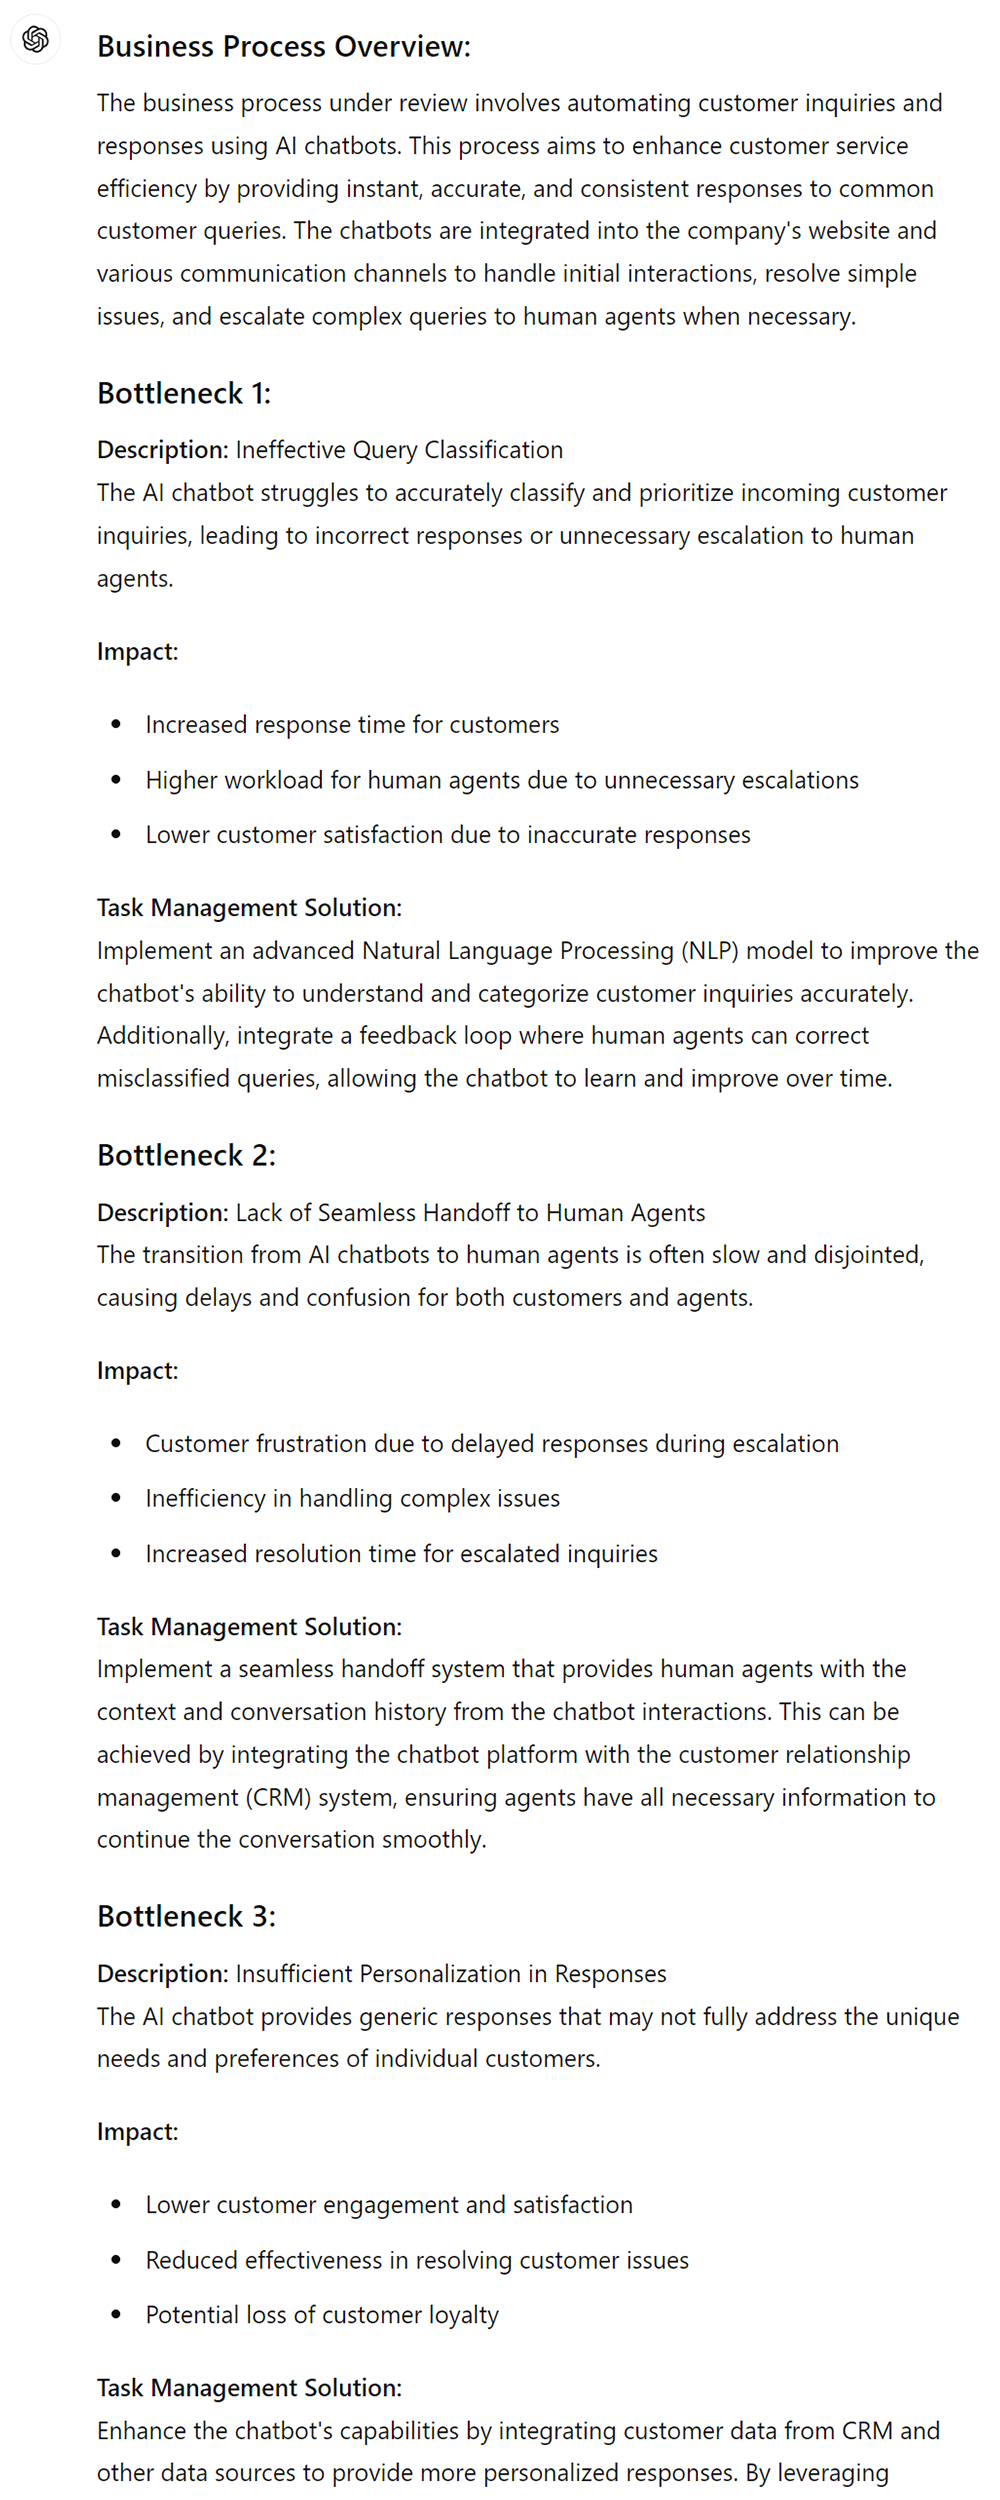 Business Process Overview:
The business process under review involves automating customer inquiries and
responses using AI chatbots. This process aims to enhance customer service
efficiency by providing instant, accurate, and consistent responses to common
customer queries. The chatbots are integrated into the company's website and
various communication channels to handle initial interactions, resolve simple
issues, and escalate complex queries to human agents when necessary.
Bottleneck 1:
Description: Ineffective Query Classification
The AI chatbot struggles to accurately classify and prioritize incoming customer
inquiries, leading to incorrect responses or unnecessary escalation to human
agents.
Impact:
• Increased response time for customers
• Higher workload for human agents due to unnecessary escalations
• Lower customer satisfaction due to inaccurate responses
Task Management Solution:
Implement an advanced Natural Language Processing (NLP) model to improve the
chatbot's ability to understand and categorize customer inquiries accurately.
Additionally, integrate a feedback loop where human agents can correct
misclassified queries, allowing the chatbot to learn and improve over time.
Bottleneck 2:
Description: Lack of Seamless Handoff to Human Agents
The transition from AI chatbots to human agents is often slow and disjointed,
causing delays and confusion for both customers and agents.
Impact:
• Customer frustration due to delayed responses during escalation
• Inefficiency in handling complex issues
• Increased resolution time for escalated inquiries
Task Management Solution:
Implement a seamless handoff system that provides human agents with the
context and conversation history from the chatbot interactions. This can be
achieved by integrating the chatbot platform with the customer relationship
management (CRM) system, ensuring agents have all necessary information to
continue the conversation smoothly.
Bottleneck 3:
Description: Insufficient Personalization in Responses
The AI chatbot provides generic responses that may not fully address the unique
needs and preferences of individual customers.
Impact:
• Lower customer engagement and satisfaction
• Reduced effectiveness in resolving customer issues
• Potential loss of customer loyalty
Task Management Solution:
Enhance the chatbot's capabilities by integrating customer data from CRM and
other data sources to provide more personalized responses. By leveraging